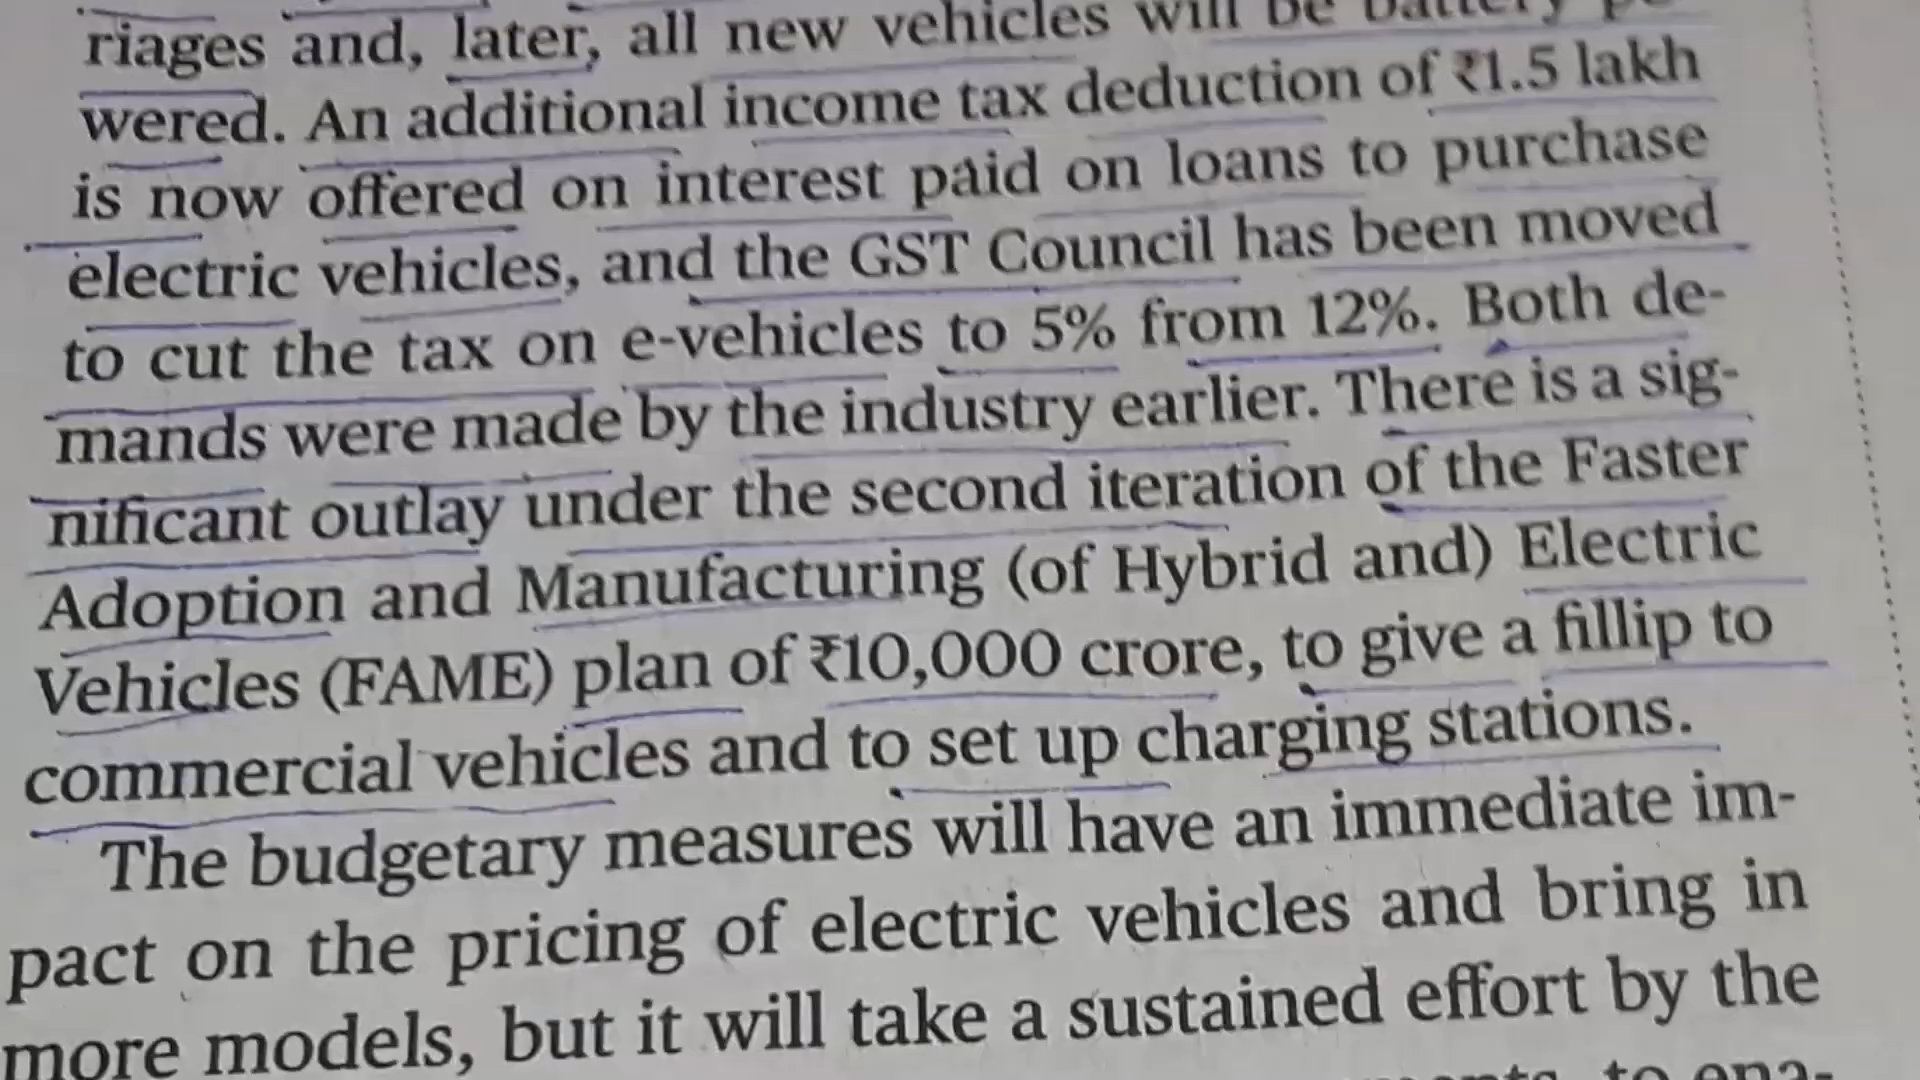 riages and, later, all new vehicles will be battery po-
wered. An additional income tax deduction of ₹1.5 lakh
is now offered on interest paid on loans to purchase
electric vehicles, and the GST Council has been moved
to cut the tax on e-vehicles to 5% from 12%. Both de-
mands were made by the industry earlier. There is a sig-
nificant outlay under the second iteration of the Faster
Adoption and Manufacturing (of Hybrid and) Electric
Vehicles (FAME) plan of ₹10,000 crore, to give a fillip to
commercial vehicles and to set up charging stations.
The budgetary measures will have an immediate im-
pact on the pricing of electric vehicles and bring in
more models, but it will take a sustained effort by the
to ena-